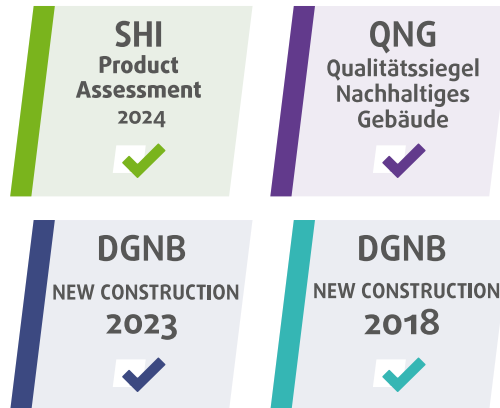 SHI
Product
Assessment
2024
QNG
Qualitätssiegel
Nachhaltiges
Gebäude
DGNB
NEW CONSTRUCTION
2023
DGNB
NEW CONSTRUCTION
2018